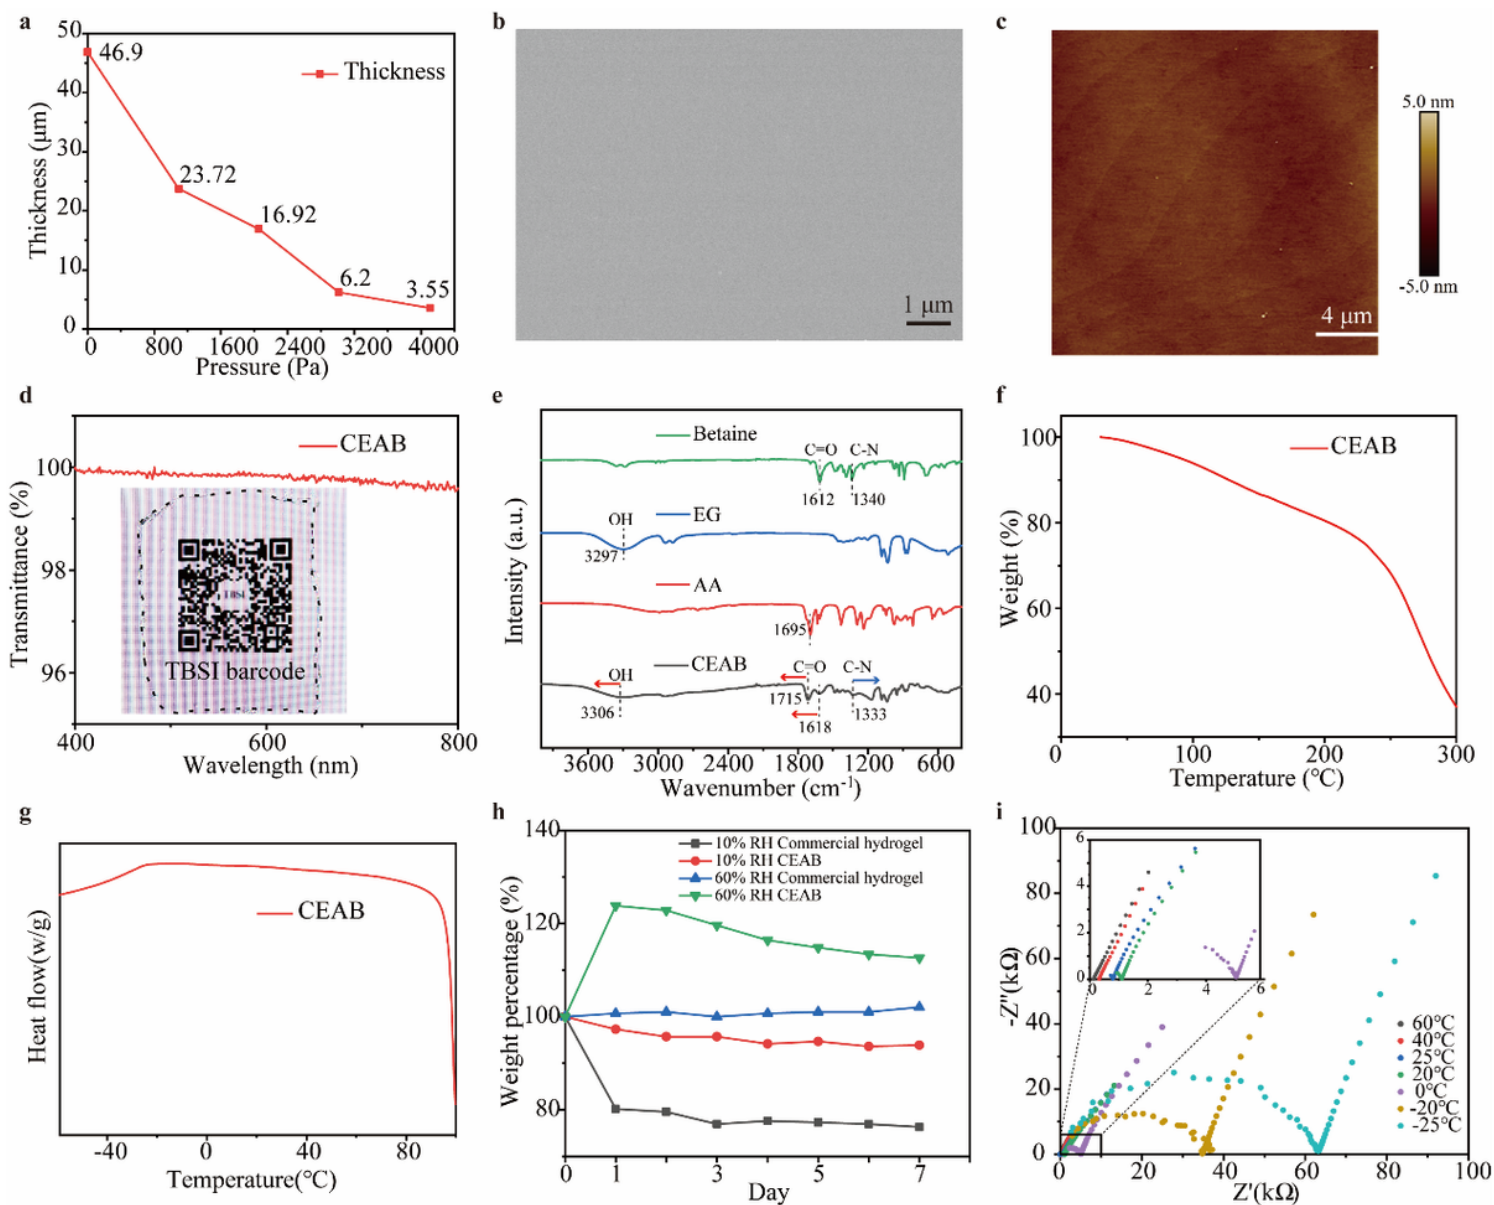 a
50
40
30
20
10
0
Thickness (μm)
46.9
23.72
16.92
6.2
3.55
Thickness
0 800 1600 2400 3200 4000
Pressure (Pa)
b
1 μm
c
5.0 nm
-5.0 nm
4 μm
d
100
98
96
Transmittance (%)
CEAB
TBSI
TBSI barcode
400 600 800
Wavelength (nm)
e
Intensity (a.u.)
Betaine
C=O C-N
1612 1340
EG
OH
3297
AA
1695
CEAB
OH
C=O C-N
3306
1715
1618
1333
3600 3000 2400 1800 1200 600
Wavenumber (cm-1)
f
100
80
60
40
Weight (%)
CEAB
0 100 200 300
Temperature (℃)
g
Heat flow(w/g)
CEAB
-40 0 40 80
Temperature(℃)
h
140
120
100
80
Weight percentage (%)
10% RH Commercial hydrogel
10% RH CEAB
60% RH Commercial hydrogel
60% RH CEAB
0 1 3 5 7
Day
i
100
80
60
40
20
0
-Z''(kΩ)
6
4
2
0
0 2 4 6
60℃
40℃
25℃
20℃
0℃
-20℃
-25℃
0 20 40 60 80 100
Z'(kΩ)